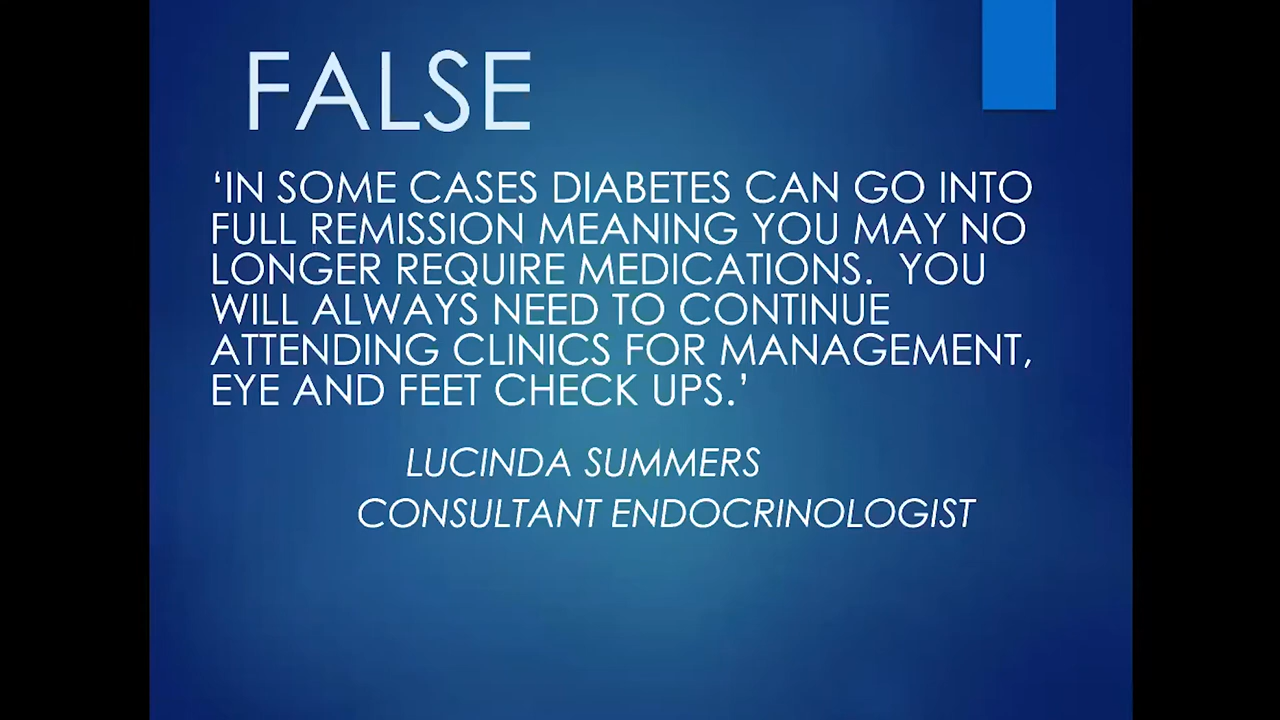 FALSE
‘IN SOME CASES DIABETES CAN GO INTO
FULL REMISSION MEANING YOU MAY NO
LONGER REQUIRE MEDICATIONS.  YOU
WILL ALWAYS NEED TO CONTINUE
ATTENDING CLINICS FOR MANAGEMENT,
EYE AND FEET CHECK UPS.’
LUCINDA SUMMERS
CONSULTANT ENDOCRINOLOGIST